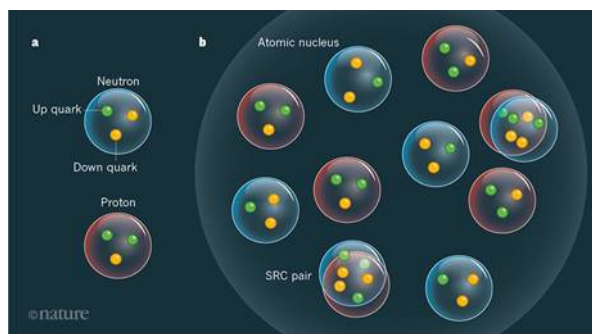 a
b
Atomic nucleus
Neutron
Up quark
Down quark
Proton
SRC pair
©nature